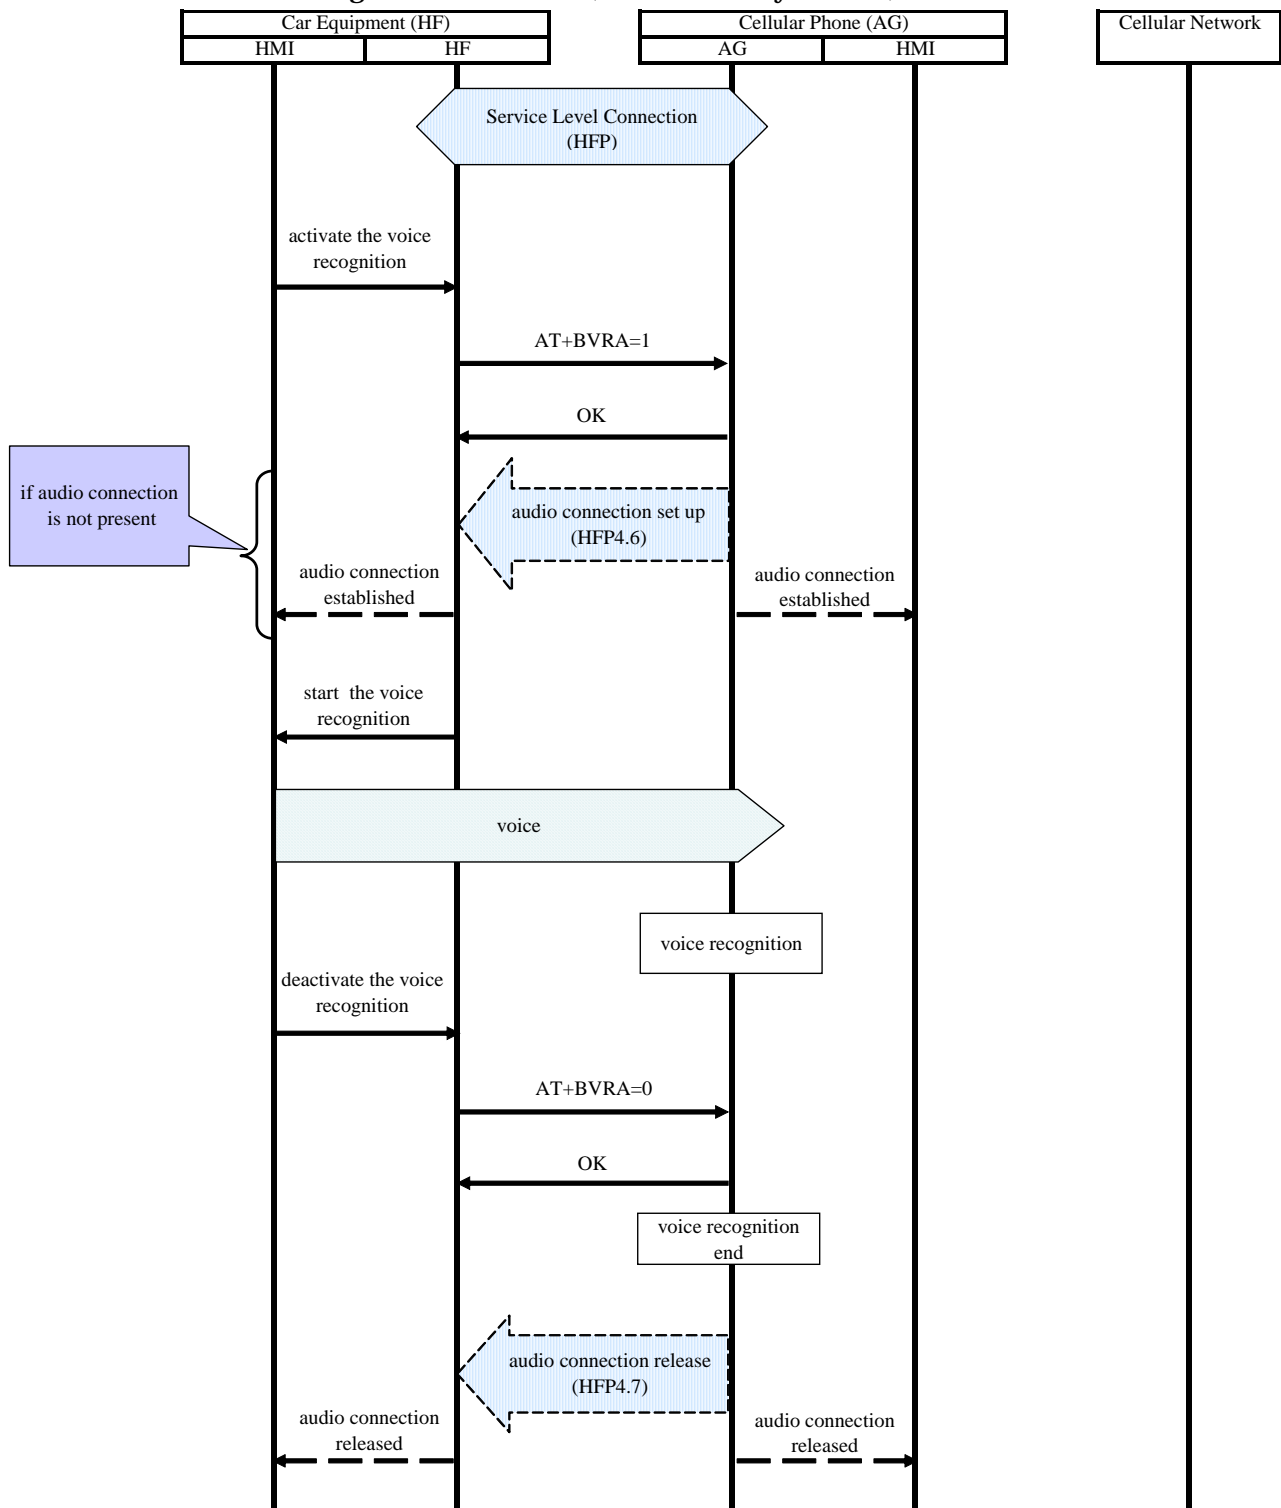 Car Equipment (HF)
Cellular Phone (AG)
Cellular Network
HMI
HF
AG
HMI
Service Level Connection
(HFP)
activate the voice
recognition
AT+BVRA=1
OK
if audio connection
is not present
audio connection set up
(HFP4.6)
audio connection
established
audio connection
established
start the voice
recognition
voice
voice recognition
deactivate the voice
recognition
AT+BVRA=0
OK
voice recognition
end
audio connection release
(HFP4.7)
audio connection
released
audio connection
released